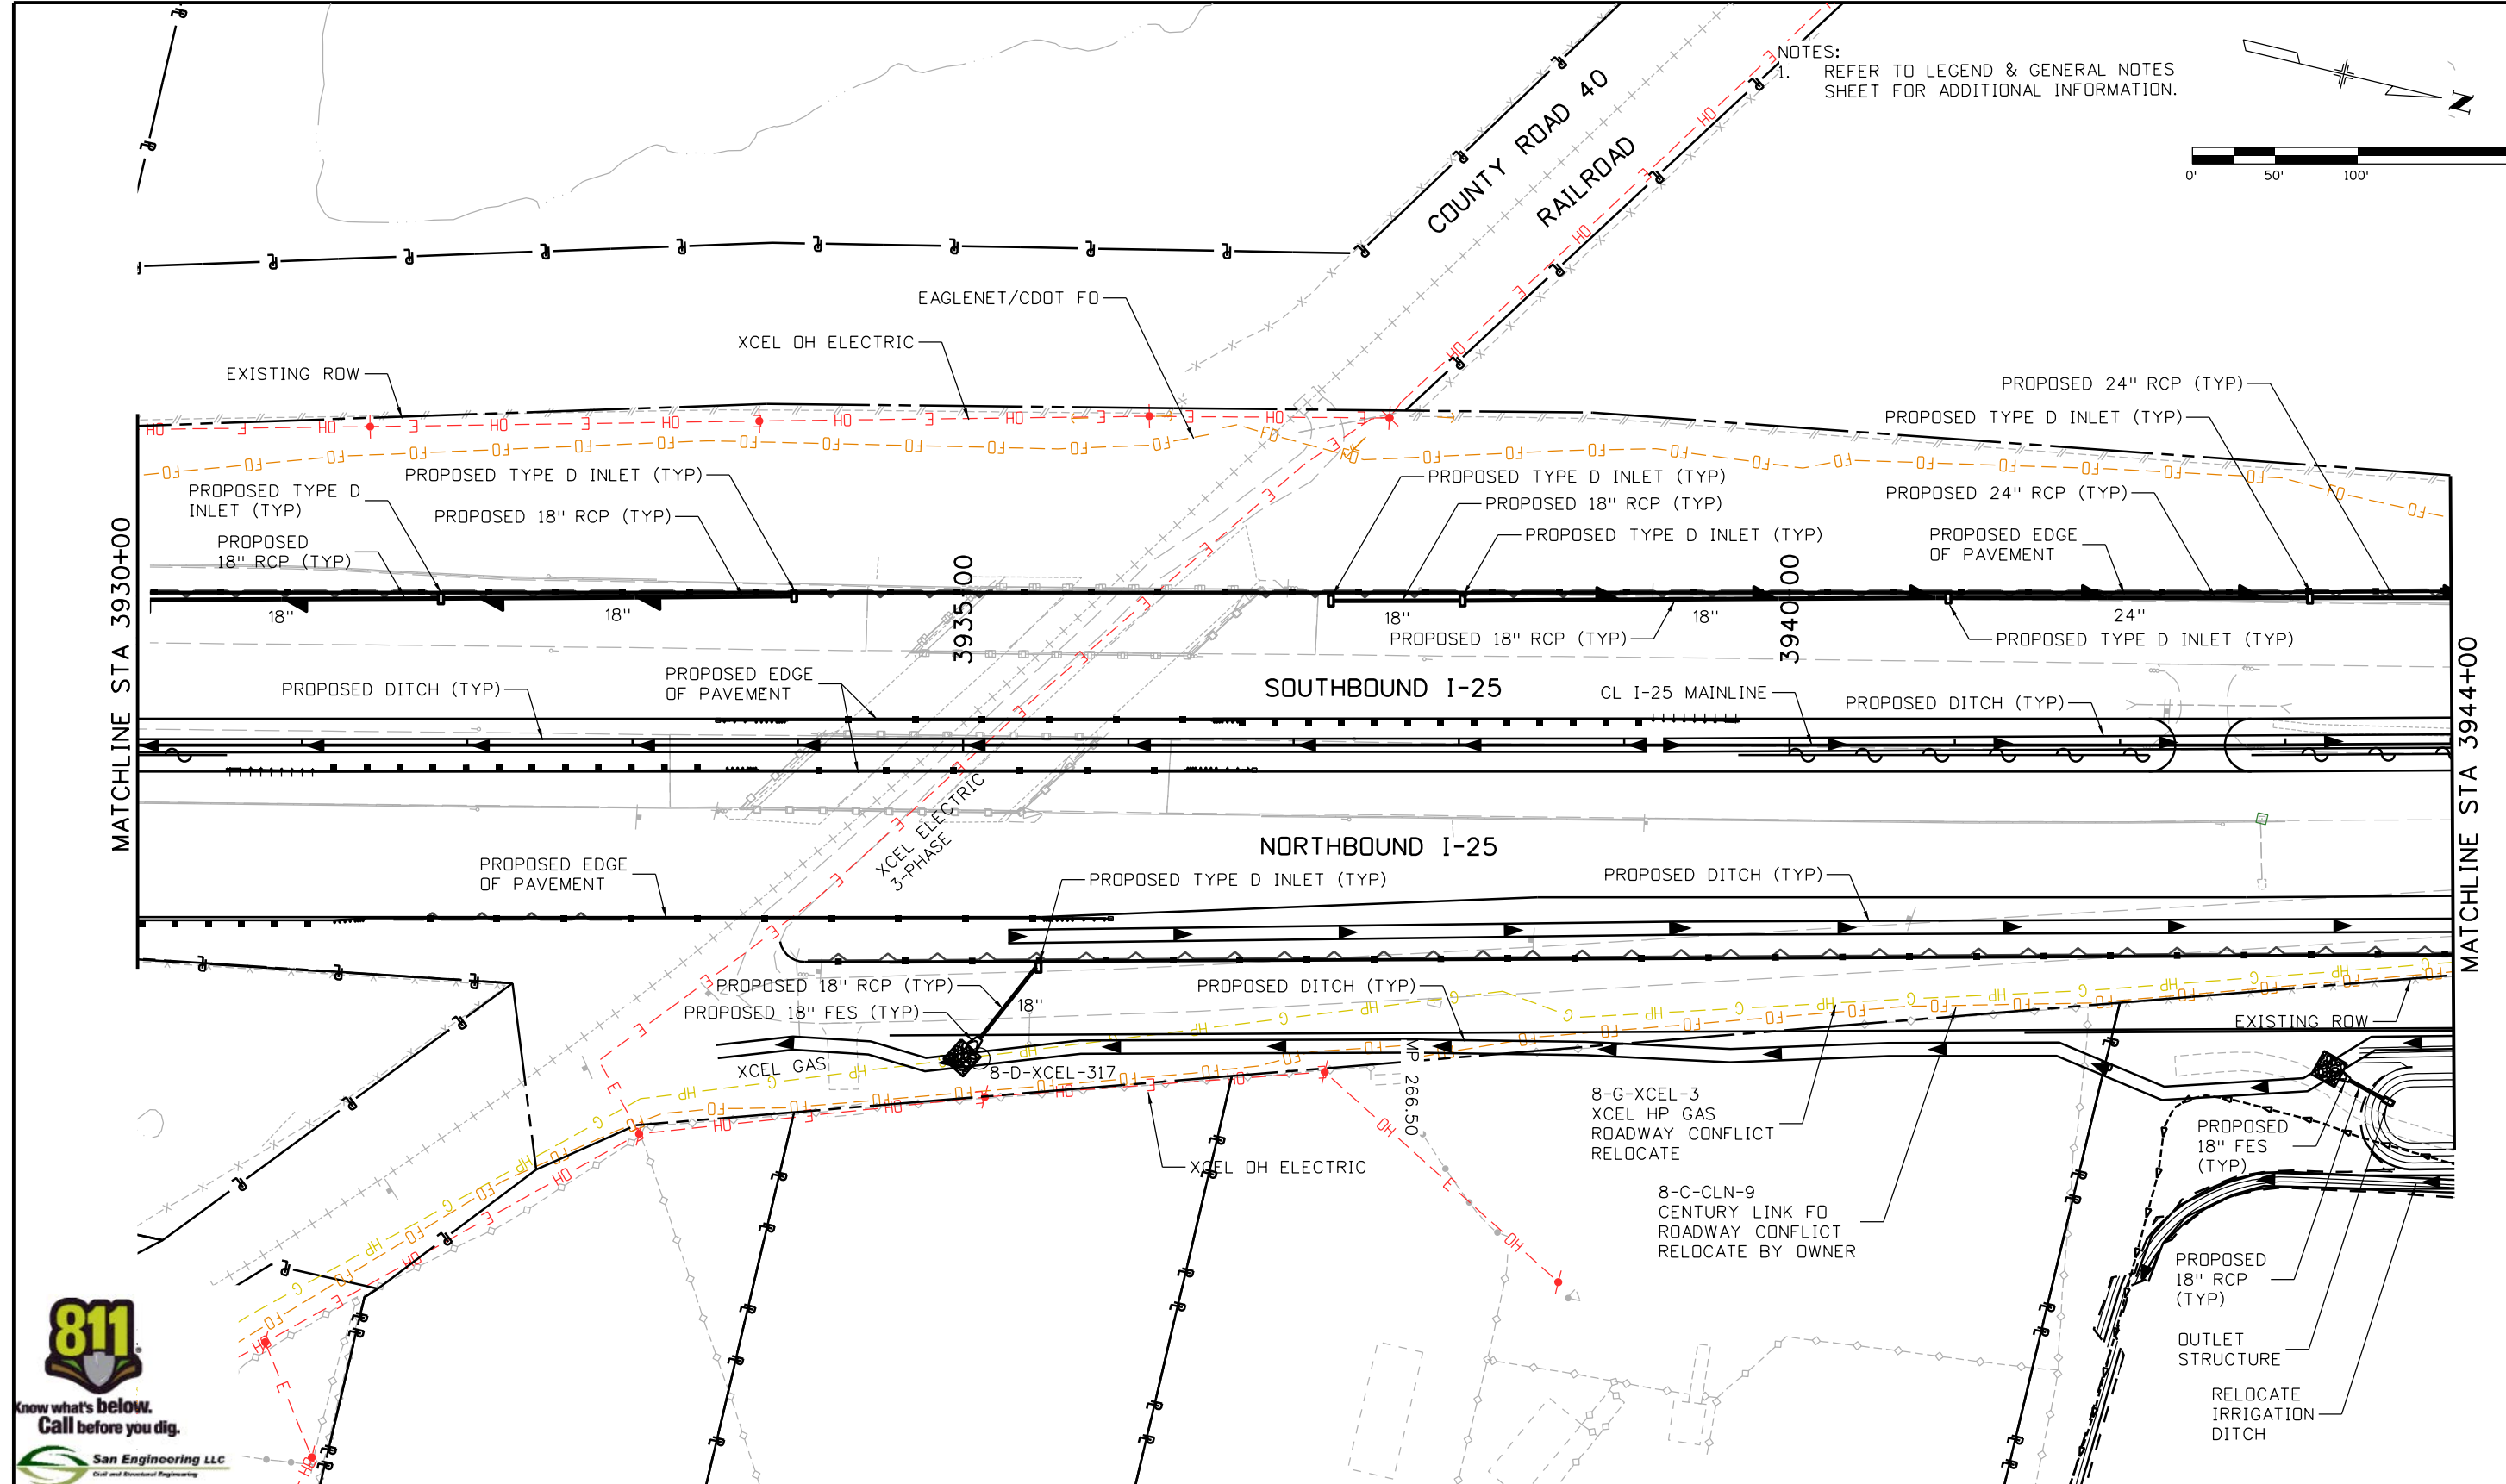 NOTES:
1. REFER TO LEGEND & GENERAL NOTES
SHEET FOR ADDITIONAL INFORMATION.
N
0' 50' 100'
COUNTY ROAD 40
RAILROAD
EAGLENET/CDOT FO
XCEL OH ELECTRIC
EXISTING ROW
PROPOSED 24" RCP (TYP)
PROPOSED TYPE D INLET (TYP)
PROPOSED TYPE D INLET (TYP)
PROPOSED TYPE D
INLET (TYP)
PROPOSED 18" RCP (TYP)
PROPOSED
18" RCP (TYP)
PROPOSED TYPE D INLET (TYP)
PROPOSED 18" RCP (TYP)
PROPOSED TYPE D INLET (TYP)
PROPOSED 24" RCP (TYP)
PROPOSED EDGE
OF PAVEMENT
MATCHLINE STA 3930+00
3935+00
3940+00
MATCHLINE STA 3944+00
18"
18"
18"
18"
24"
PROPOSED 18" RCP (TYP)
PROPOSED TYPE D INLET (TYP)
PROPOSED DITCH (TYP)
PROPOSED EDGE
OF PAVEMENT
SOUTHBOUND I-25
CL I-25 MAINLINE
PROPOSED DITCH (TYP)
XCEL ELECTRIC
3-PHASE
NORTHBOUND I-25
PROPOSED EDGE
OF PAVEMENT
PROPOSED TYPE D INLET (TYP)
PROPOSED DITCH (TYP)
PROPOSED 18" RCP (TYP)
PROPOSED 18" FES (TYP)
18"
PROPOSED DITCH (TYP)
EXISTING ROW
XCEL GAS
8-D-XCEL-317
MP 266.50
8-G-XCEL-3
XCEL HP GAS
ROADWAY CONFLICT
RELOCATE
XCEL OH ELECTRIC
8-C-CLN-9
CENTURY LINK FO
ROADWAY CONFLICT
RELOCATE BY OWNER
PROPOSED
18" FES
(TYP)
PROPOSED
18" RCP
(TYP)
OUTLET
STRUCTURE
RELOCATE
IRRIGATION
DITCH
811
Know what's below.
Call before you dig.
San Engineering LLC
Civil and Structural Engineering